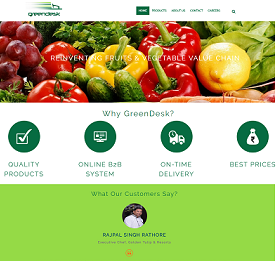 greendesk
HOME PRODUCTS ABOUT US CONTACT CAREERS
REINVENTING FRUITS & VEGETABLE VALUE CHAIN
Why GreenDesk?
QUALITY PRODUCTS
ONLINE B2B SYSTEM
ON-TIME DELIVERY
BEST PRICES
What Our Customers Say?
RAJPAL SINGH RATHORE